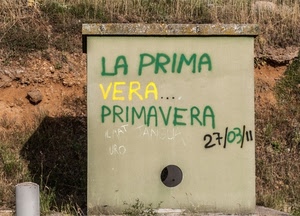 LA PRIMA
VERA....
PRIMAVERA
27/03/11